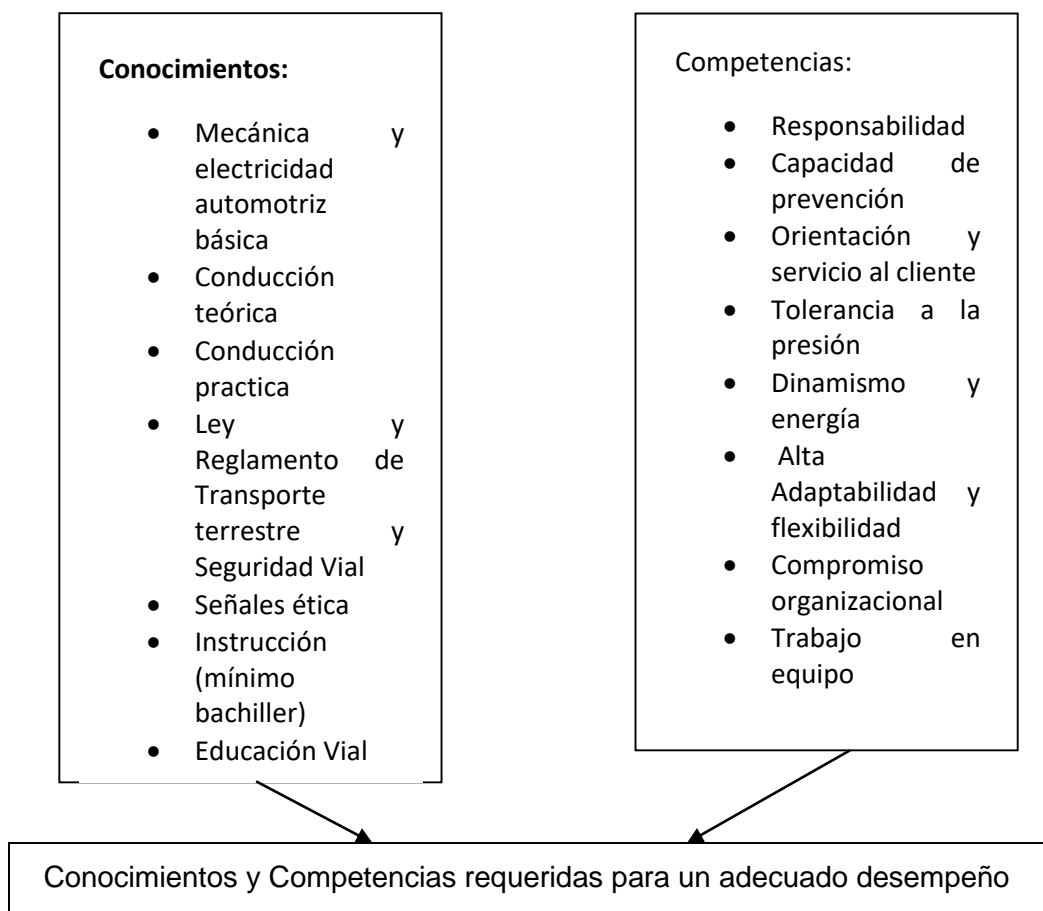 Conocimientos:
• Mecánica y
electricidad
automotriz
básica
• Conducción
teórica
• Conducción
practica
• Ley y
Reglamento de
Transporte
terrestre y
Seguridad Vial
• Señales ética
• Instrucción
(mínimo
bachiller)
• Educación Vial
Competencias:
• Responsabilidad
• Capacidad de
prevención
• Orientación y
servicio al cliente
• Tolerancia a la
presión
• Dinamismo y
energía
• Alta
Adaptabilidad y
flexibilidad
• Compromiso
organizacional
• Trabajo en
equipo
Conocimientos y Competencias requeridas para un adecuado desempeño